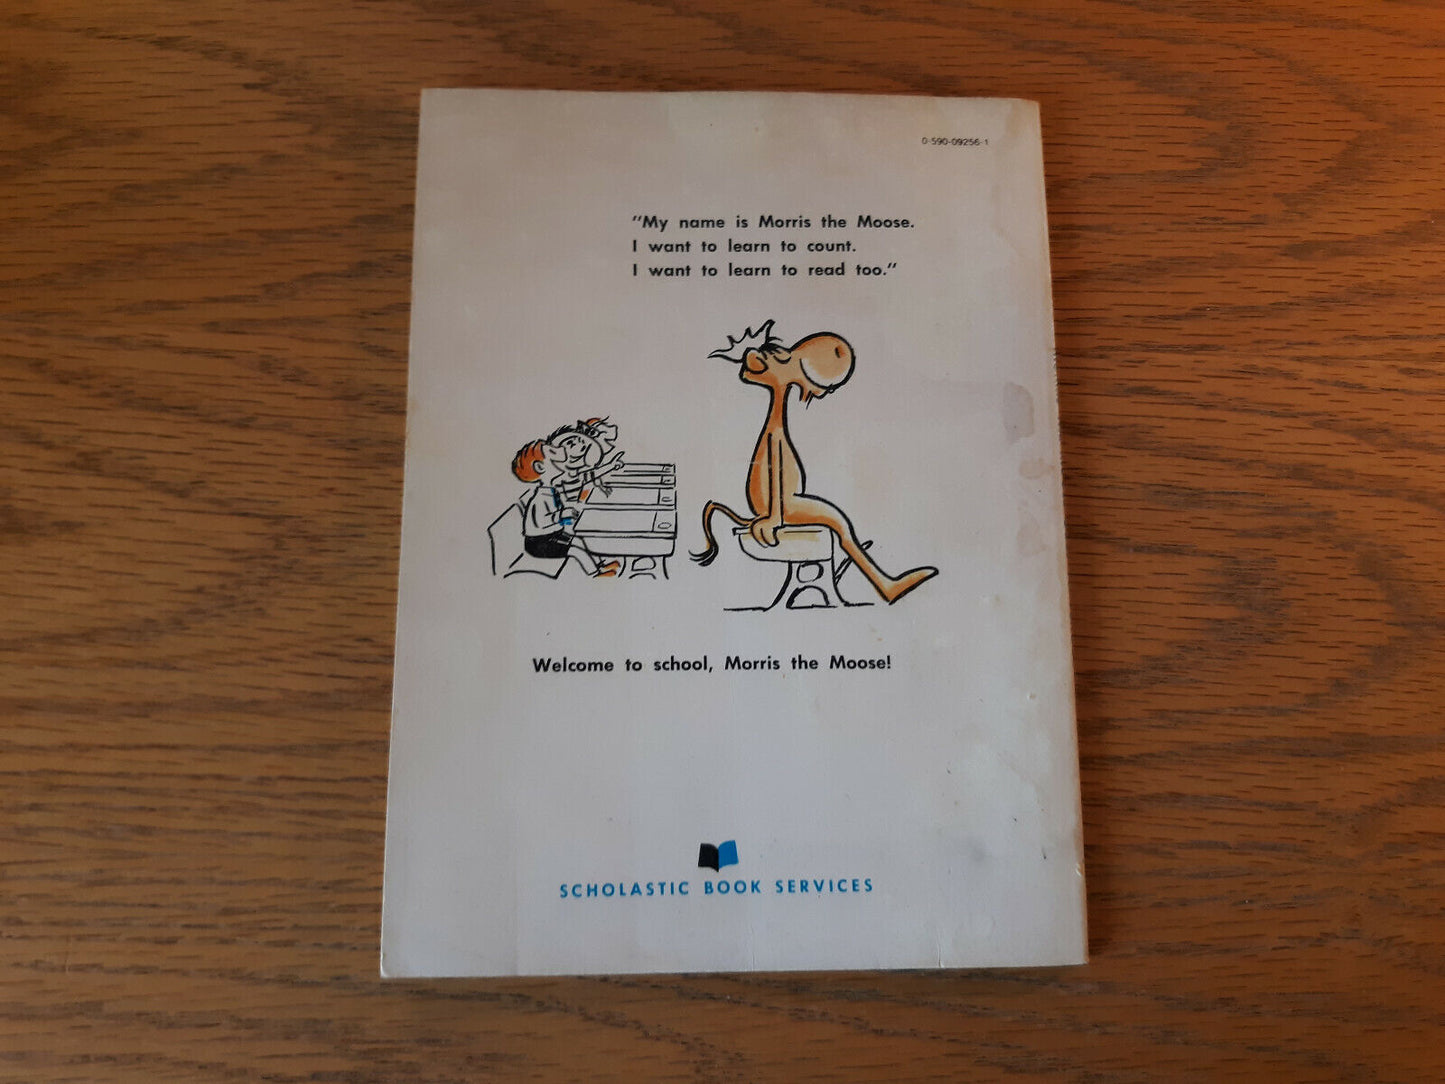 0-590-09256-1
"My name is Morris the Moose.
I want to learn to count.
I want to learn to read too."
Welcome to school, Morris the Moose!
SCHOLASTIC BOOK SERVICES